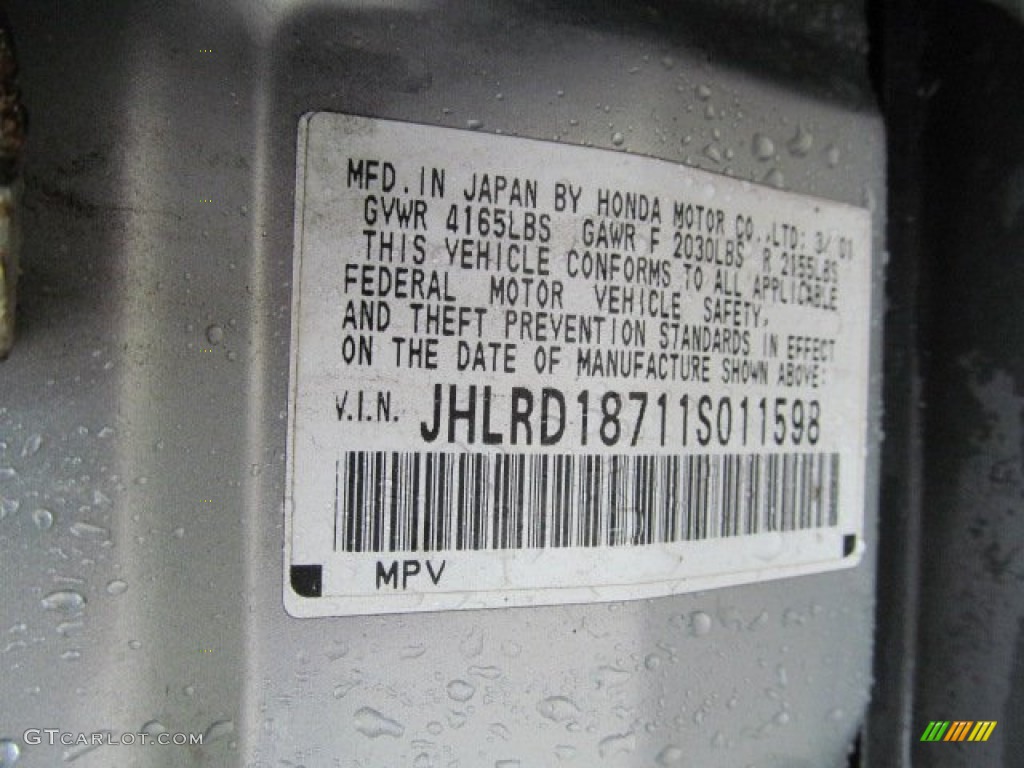 MFD. IN JAPAN BY HONDA MOTOR CO.,LTD: 3/ 01
GVWR 4165LBS GAWR F 2030LBS R 2155LBS
THIS VEHICLE CONFORMS TO ALL APPLICABLE
FEDERAL MOTOR VEHICLE SAFETY,
AND THEFT PREVENTION STANDARDS IN EFFECT
ON THE DATE OF MANUFACTURE SHOWN ABOVE:
V.I.N. JHLRD18711S011598
MPV
GTCarlot.com